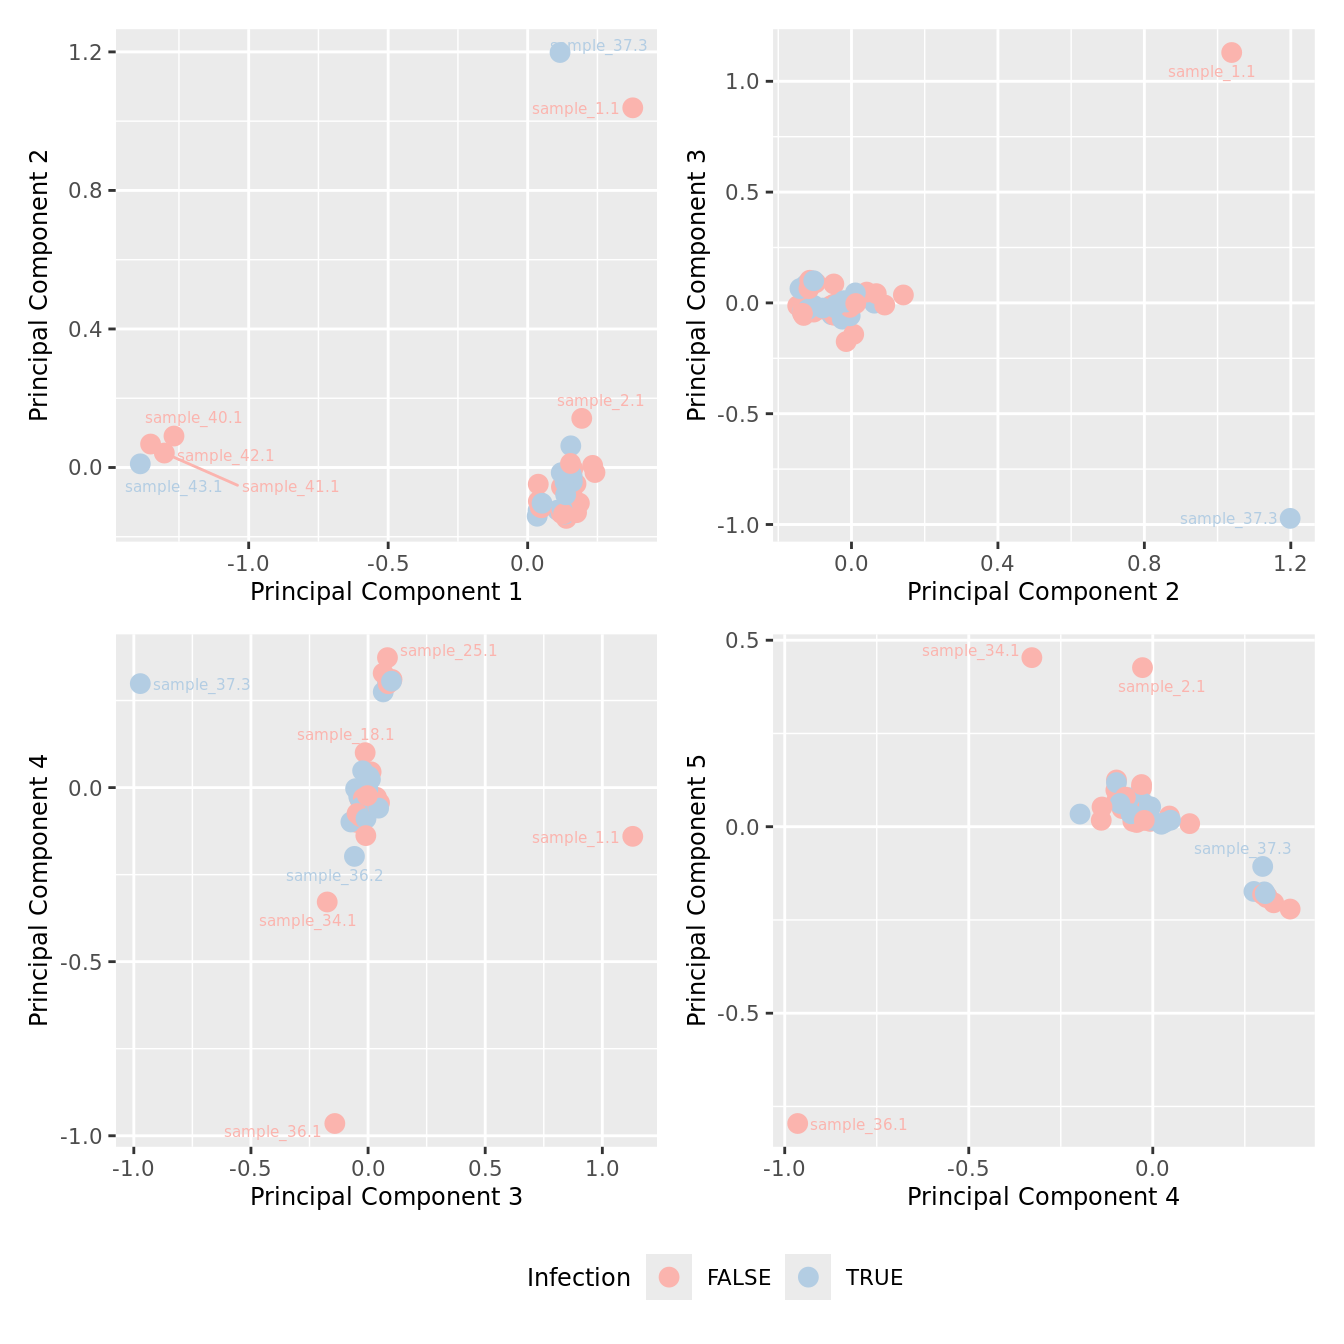 1.2
0.8
0.4
0.0
-1.0
-0.5
0.0
Principal Component 1
Principal Component 2
sample_37.3
sample_1.1
sample_2.1
sample_40.1
sample_42.1
sample_43.1
sample_41.1
1.0
0.5
0.0
-0.5
-1.0
0.0
0.4
0.8
1.2
Principal Component 2
Principal Component 3
sample_1.1
sample_37.3
0.0
-0.5
-1.0
-1.0
-0.5
0.0
0.5
1.0
Principal Component 3
Principal Component 4
sample_25.1
sample_37.3
sample_18.1
sample_1.1
sample_36.2
sample_34.1
sample_36.1
0.5
0.0
-0.5
-1.0
-0.5
0.0
Principal Component 4
Principal Component 5
sample_34.1
sample_2.1
sample_37.3
sample_36.1
Infection FALSE TRUE